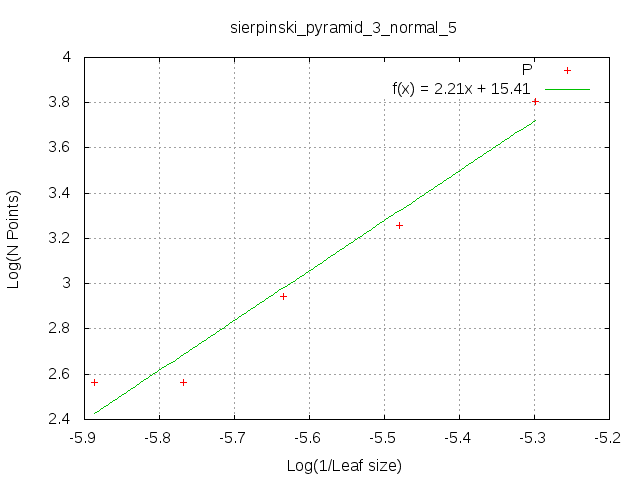 sierpinski_pyramid_3_normal_5
4
P
f(x) = 2.21x + 15.41
3.8
3.6
3.4
3.2
3
2.8
2.6
2.4
Log(N Points)
-5.9 -5.8 -5.7 -5.6 -5.5 -5.4 -5.3 -5.2
Log(1/Leaf size)